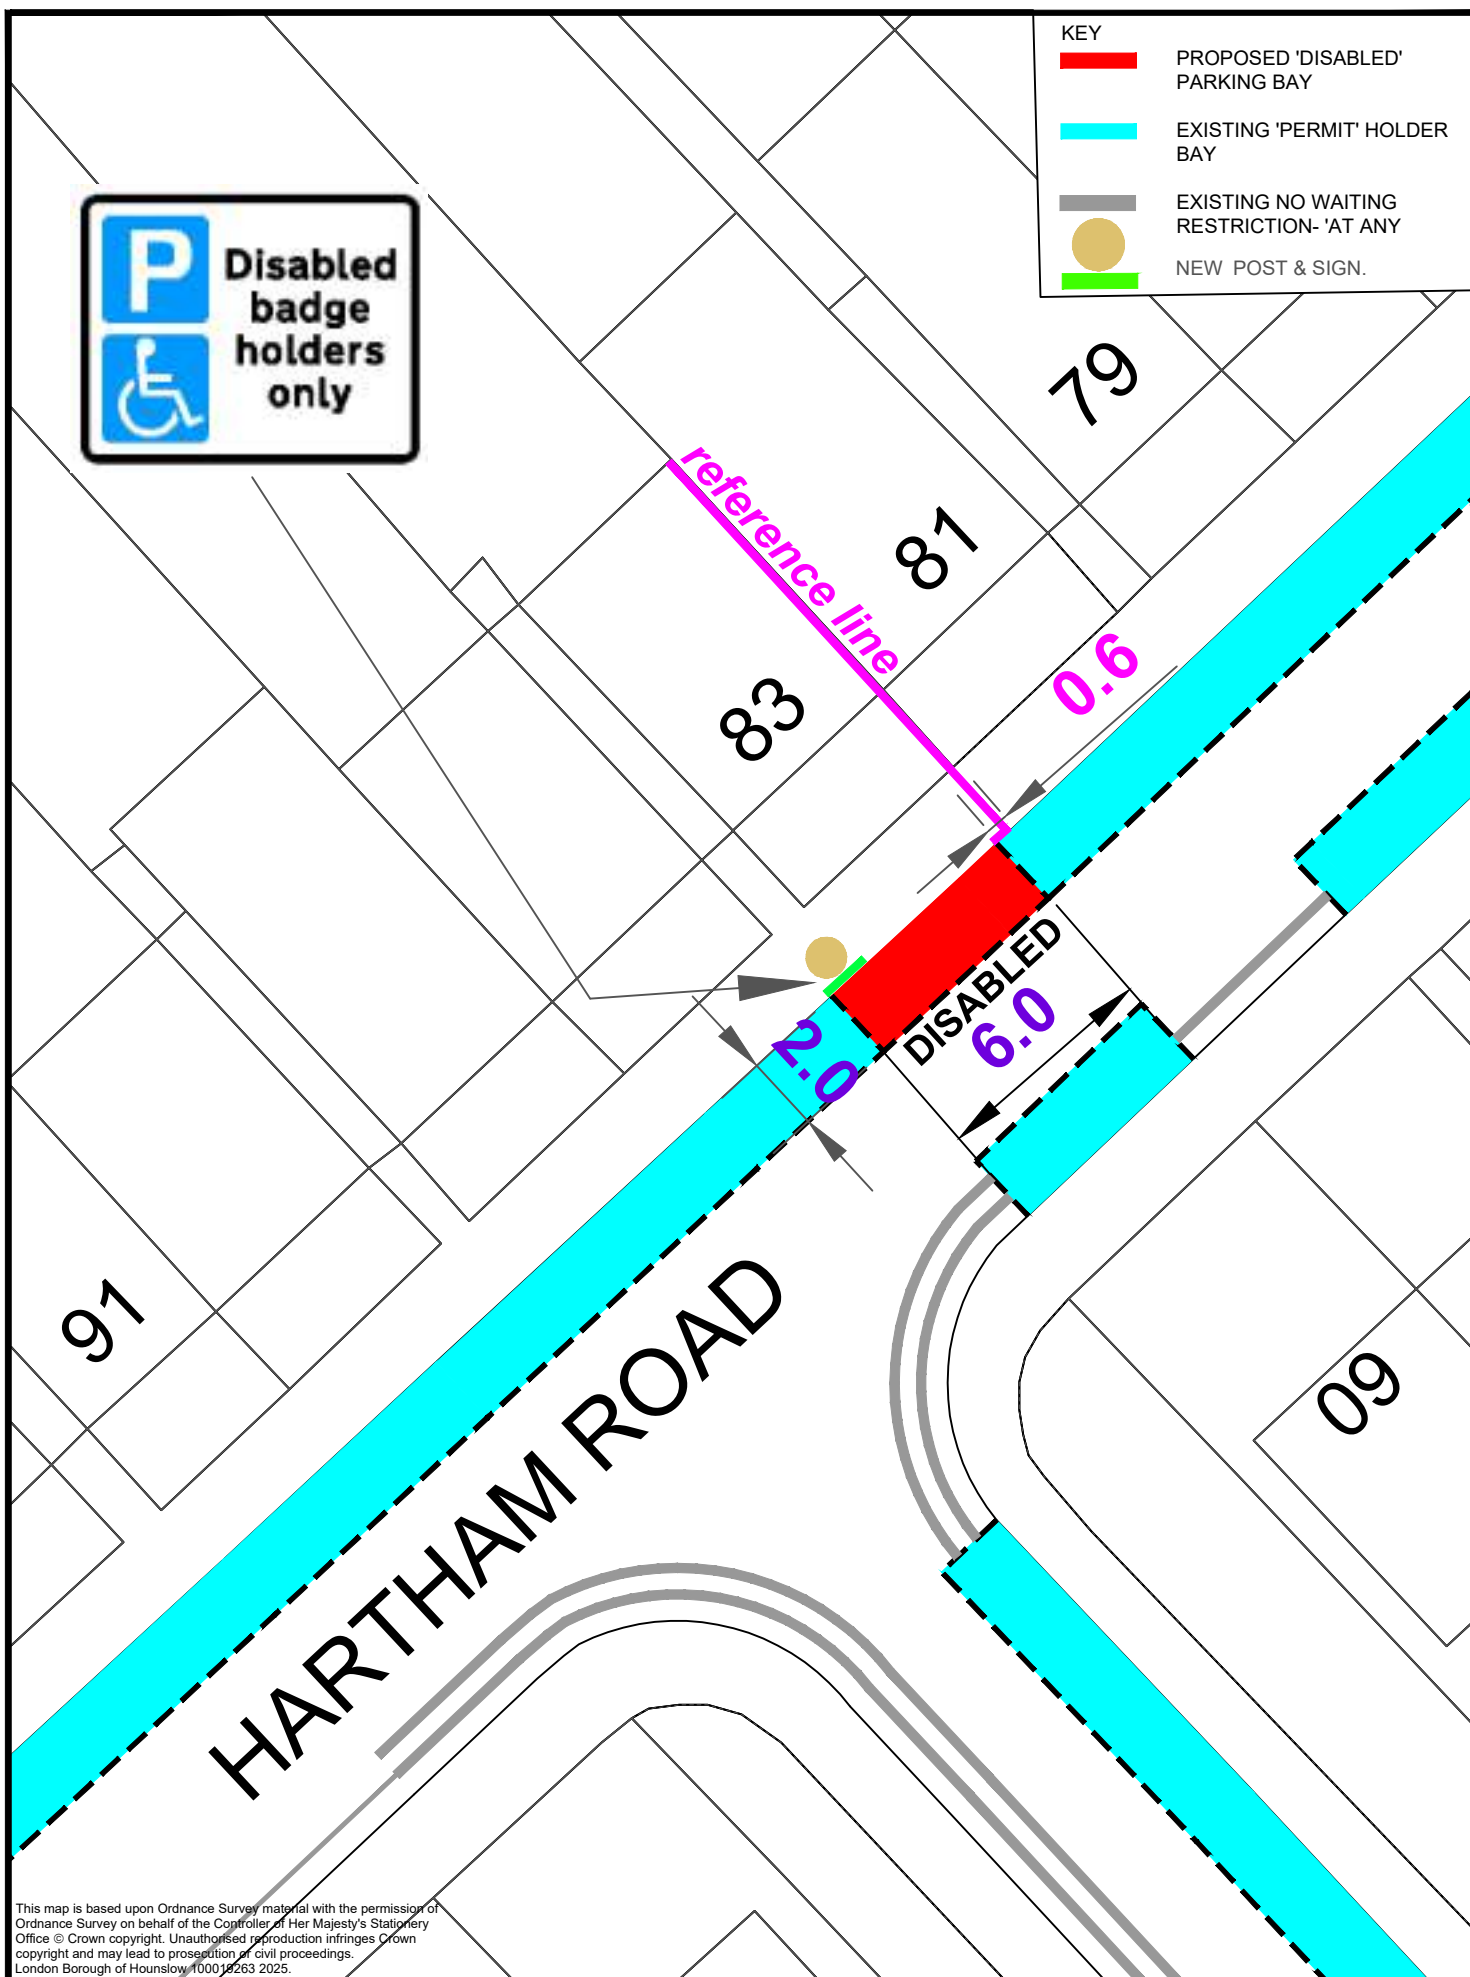 KEY
PROPOSED 'DISABLED'
PARKING BAY
EXISTING 'PERMIT' HOLDER
BAY
EXISTING NO WAITING
RESTRICTION- 'AT ANY
NEW POST & SIGN.
P
Disabled
badge
holders
only
79
81
reference line
0.6
83
DISABLED
6.0
2.0
91
HARTHAM ROAD
60
This map is based upon Ordnance Survey material with the permission of
Ordnance Survey on behalf of the Controller of Her Majesty's Stationery
Office © Crown copyright. Unauthorised reproduction infringes Crown
copyright and may lead to prosecution or civil proceedings.
London Borough of Hounslow 100019263 2025.